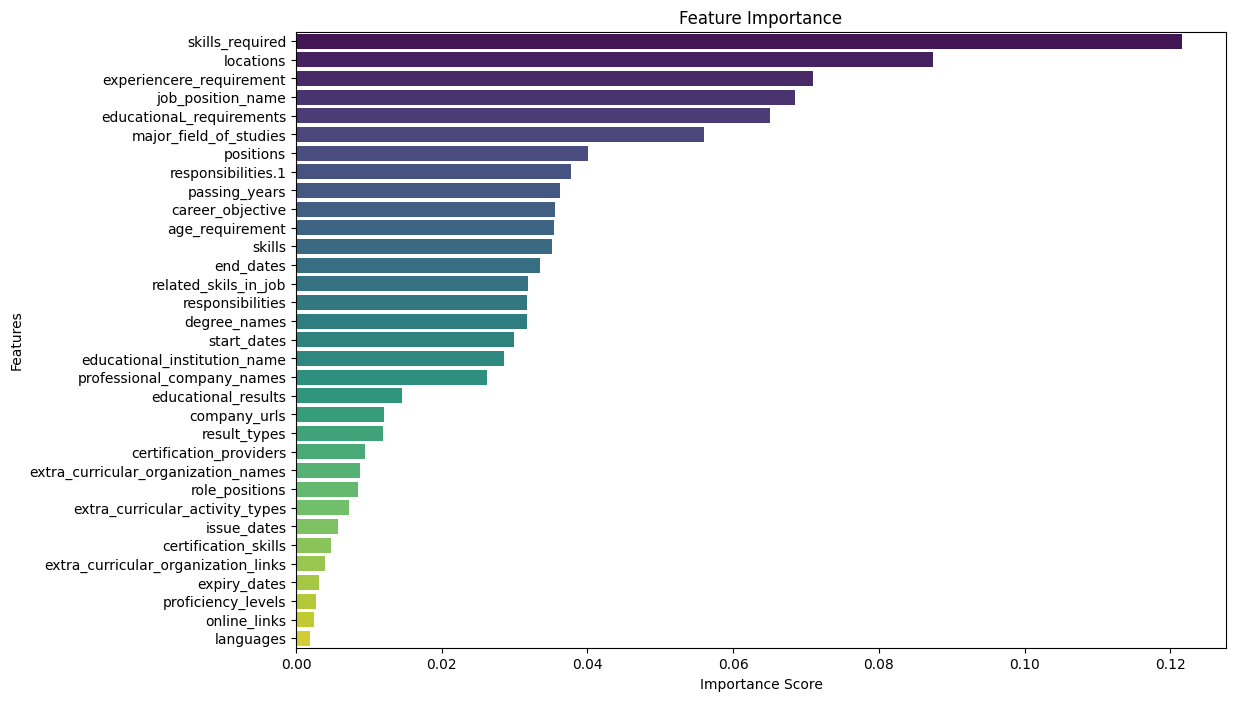 Feature Importance
Features
skills_required
locations
experiencere_requirement
job_position_name
educationaL_requirements
major_field_of_studies
positions
responsibilities.1
passing_years
career_objective
age_requirement
skills
end_dates
related_skils_in_job
responsibilities
degree_names
start_dates
educational_institution_name
professional_company_names
educational_results
company_urls
result_types
certification_providers
extra_curricular_organization_names
role_positions
extra_curricular_activity_types
issue_dates
certification_skills
extra_curricular_organization_links
expiry_dates
proficiency_levels
online_links
languages
0.00 0.02 0.04 0.06 0.08 0.10 0.12
Importance Score